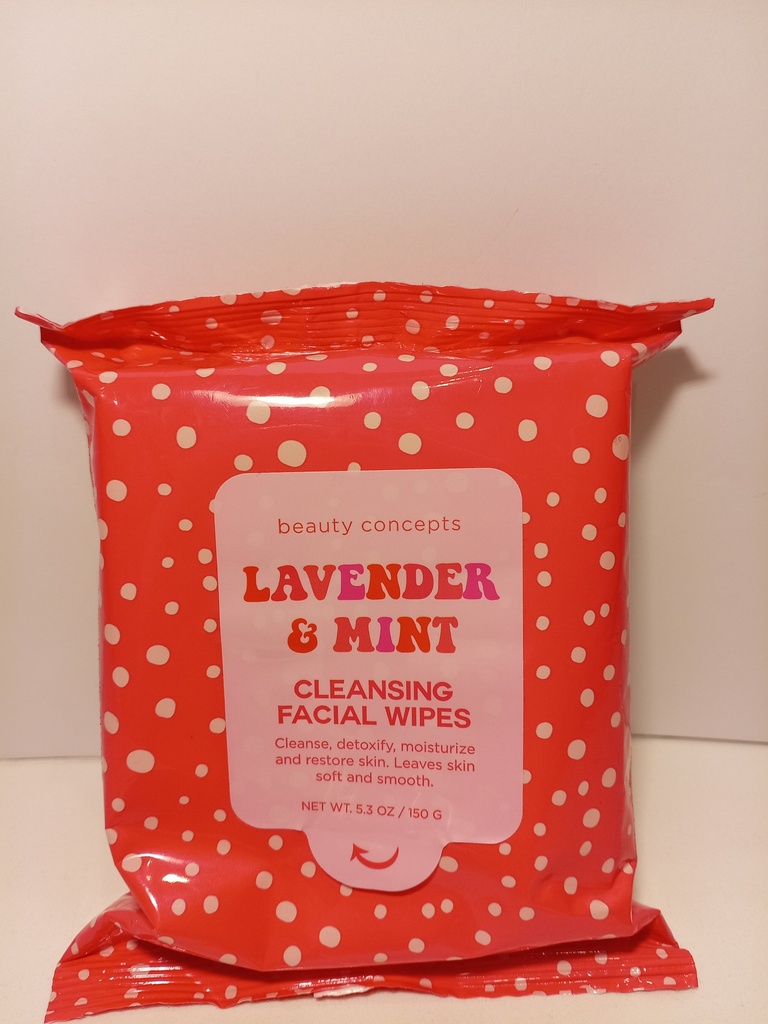 beauty concepts
LAVENDER
& MINT
CLEANSING
FACIAL WIPES
Cleanse, detoxify, moisturize
and restore skin. Leaves skin
soft and smooth.
NET WT. 5.3 OZ / 150 G